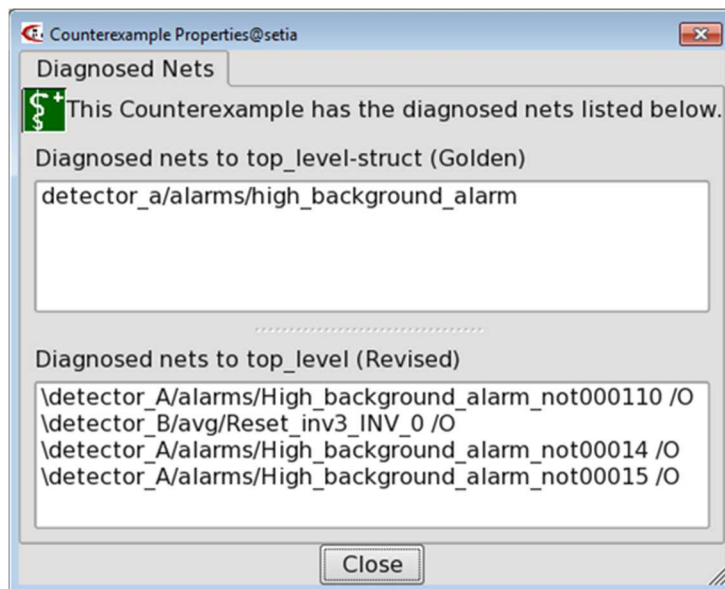 Counterexample Properties@setia
Diagnosed Nets
This Counterexample has the diagnosed nets listed below.
Diagnosed nets to top_level-struct (Golden)
detector_a/alarms/high_background_alarm
Diagnosed nets to top_level (Revised)
\detector_A/alarms/High_background_alarm_not000110 /O
\detector_B/avg/Reset_inv3_INV_0 /O
\detector_A/alarms/High_background_alarm_not00014 /O
\detector_A/alarms/High_background_alarm_not00015 /O
Close